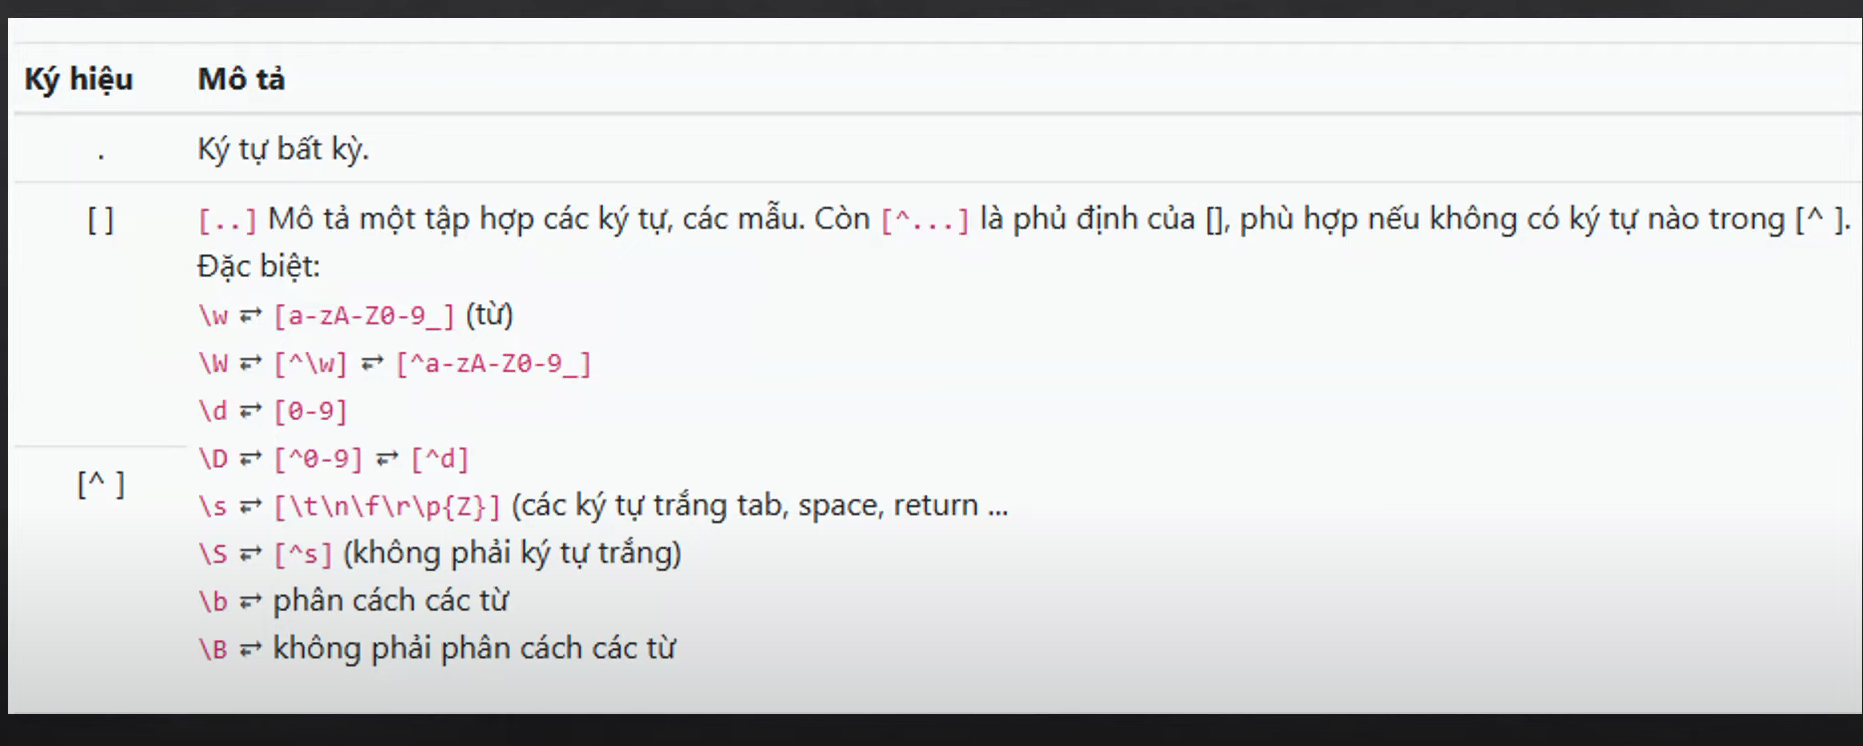 Ký hiệu Mô tả
. Ký tự bất kỳ.
[ ] [..] Mô tả một tập hợp các ký tự, các mẫu. Còn [^...] là phủ định của [], phù hợp nếu không có ký tự nào trong [^ ].
Đặc biệt:
\w ⇄ [a-zA-Z0-9_] (từ)
\W ⇄ [^\w] ⇄ [^a-zA-Z0-9_]
\d ⇄ [0-9]
\D ⇄ [^0-9] ⇄ [^d]
[^ ]
\s ⇄ [\t\n\f\r\p{Z}] (các ký tự trắng tab, space, return ...
\S ⇄ [^s] (không phải ký tự trắng)
\b ⇄ phân cách các từ
\B ⇄ không phải phân cách các từ